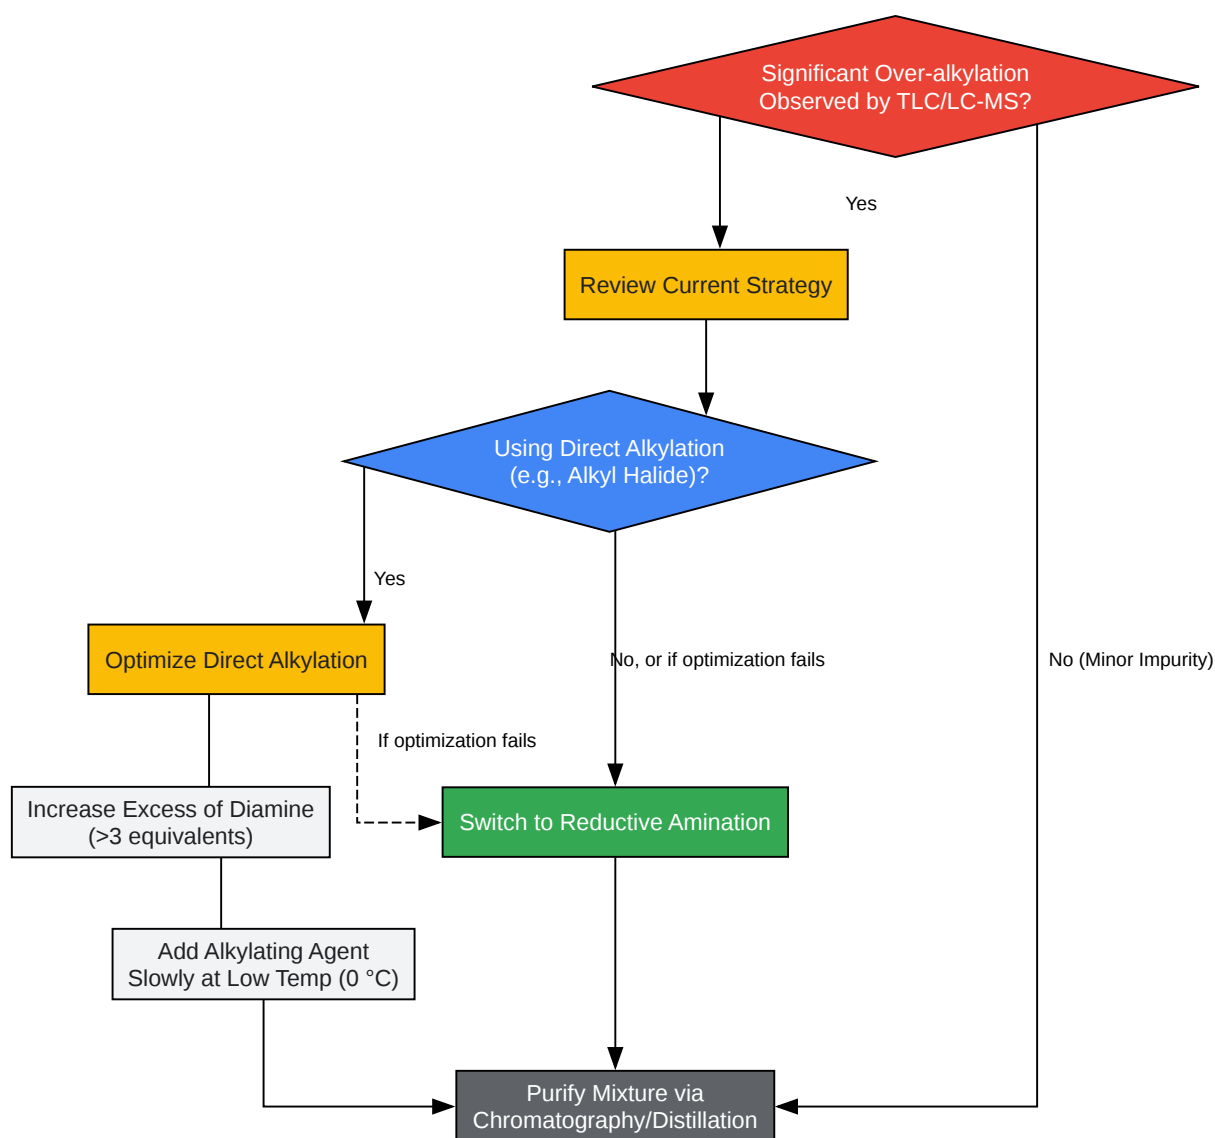 Significant Over-alkylation
Observed by TLC/LC-MS?
Yes
Review Current Strategy
Using Direct Alkylation
(e.g., Alkyl Halide)?
Yes
Optimize Direct Alkylation
No, or if optimization fails
No (Minor Impurity)
If optimization fails
Increase Excess of Diamine
(>3 equivalents)
Switch to Reductive Amination
Add Alkylating Agent
Slowly at Low Temp (0 °C)
Purify Mixture via
Chromatography/Distillation